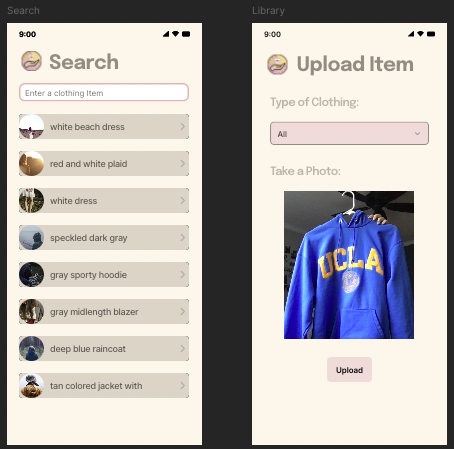 Search
9:00
Search
Enter a clothing Item
white beach dress
red and white plaid
white dress
speckled dark gray
gray sporty hoodie
gray midlength blazer
deep blue raincoat
tan colored jacket with
Library
9:00
Upload Item
Type of Clothing:
All
Take a Photo:
UCLA
Upload